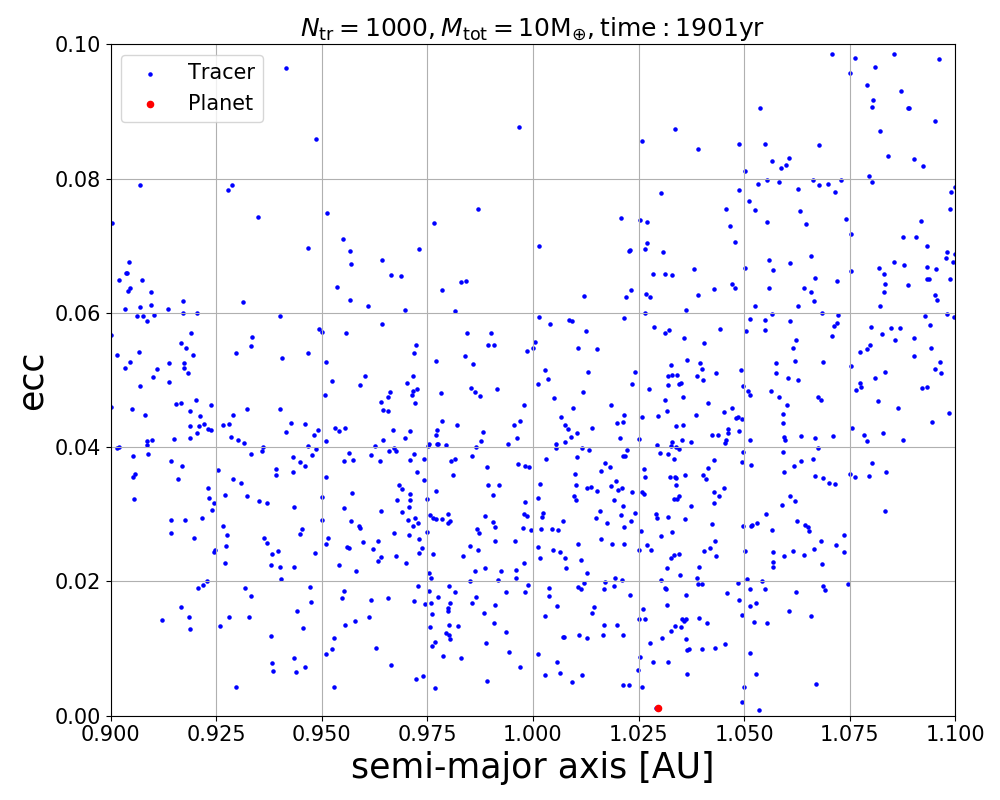 N_tr = 1000, M_tot = 10M_⊕, time : 1901yr
Tracer
Planet
ecc
0.10
0.08
0.06
0.04
0.02
0.00
0.900 0.925 0.950 0.975 1.000 1.025 1.050 1.075 1.100
semi-major axis [AU]